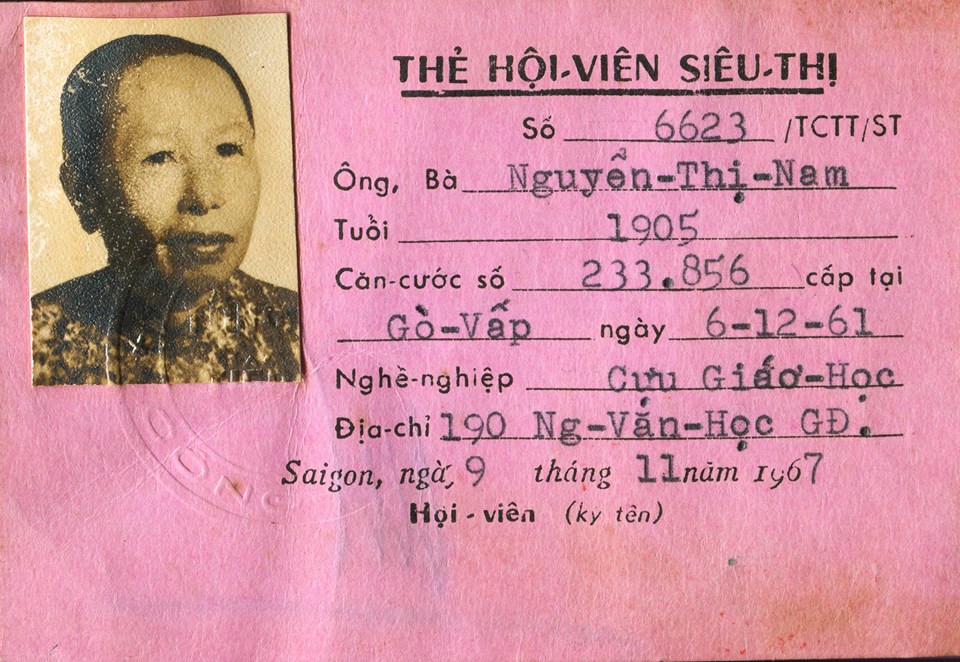 THẺ HỘI-VIÊN SIÊU-THỊ
Số 6623 /TCTT/ST
Ông, Bà Nguyễn-Thị-Nam
Tuổi 1905
Căn-cước số 233.856 cấp tại
Gò-Vấp ngày 6-12-61
Nghề-nghiệp Cựu Giáo-Học
Địa-chỉ 190 Ng-Văn-Học GĐ.
Saigon, ngày 9 tháng 11 năm 1967
Hội-viên (ký tên)
CONG